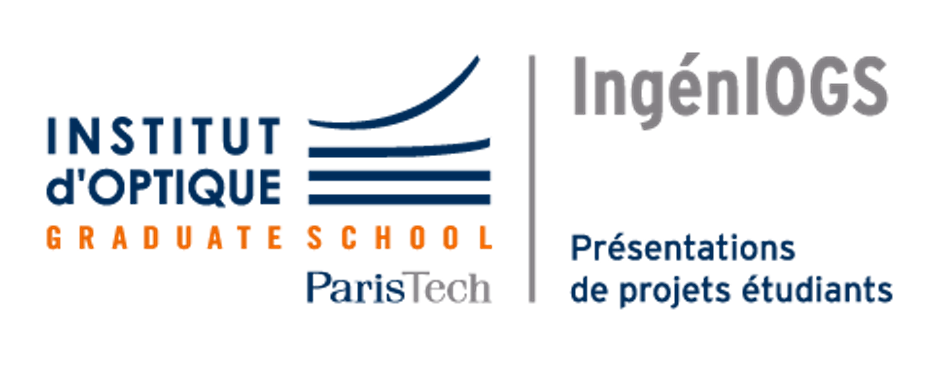 INSTITUT
d'OPTIQUE
GRADUATE SCHOOL
ParisTech
IngénIOGS
Présentations
de projets étudiants